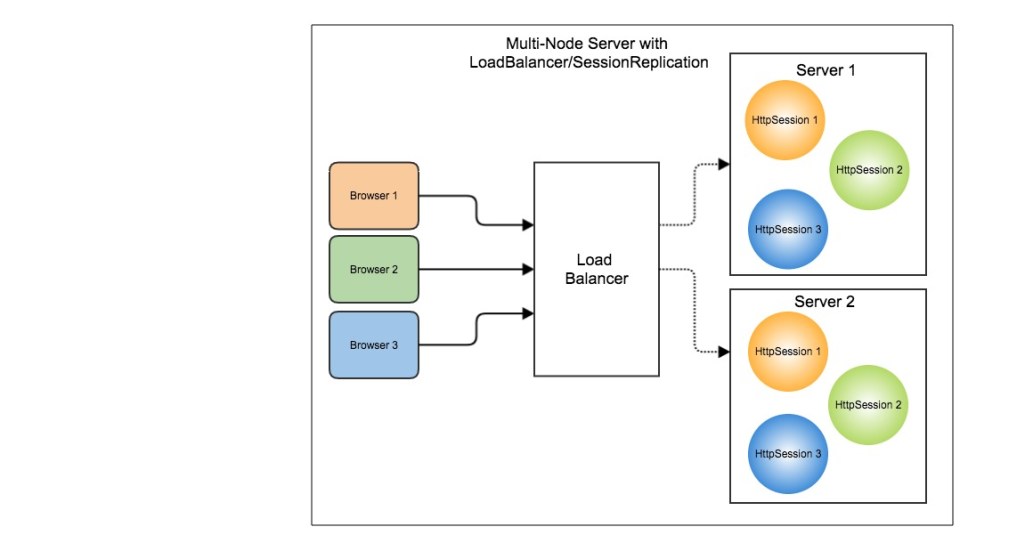 Multi-Node Server with
LoadBalancer/SessionReplication
Browser 1
Browser 2
Browser 3
Load
Balancer
Server 1
HttpSession 1
HttpSession 2
HttpSession 3
Server 2
HttpSession 1
HttpSession 2
HttpSession 3